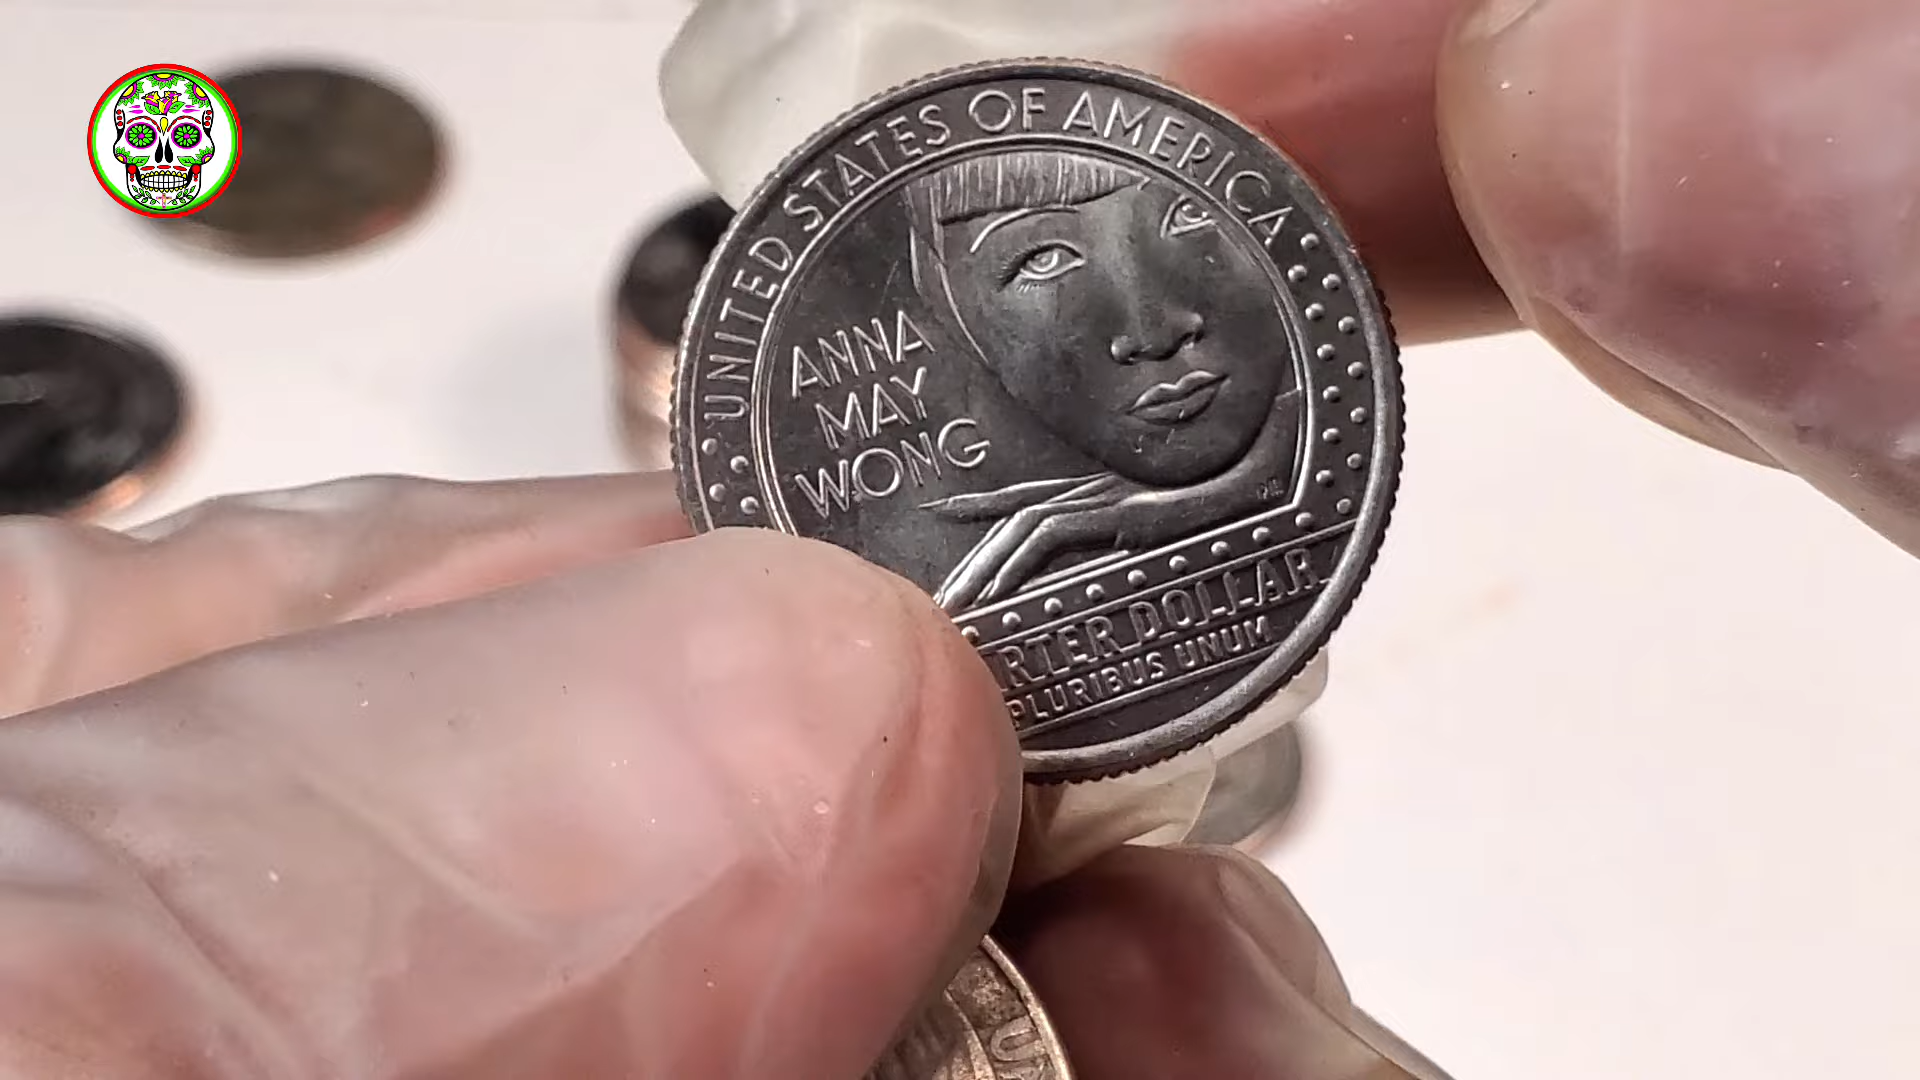 UNITED STATES OF AMERICA
ANNA
MAY
WONG
RTER DOLLAR
PLURIBUS UNUM